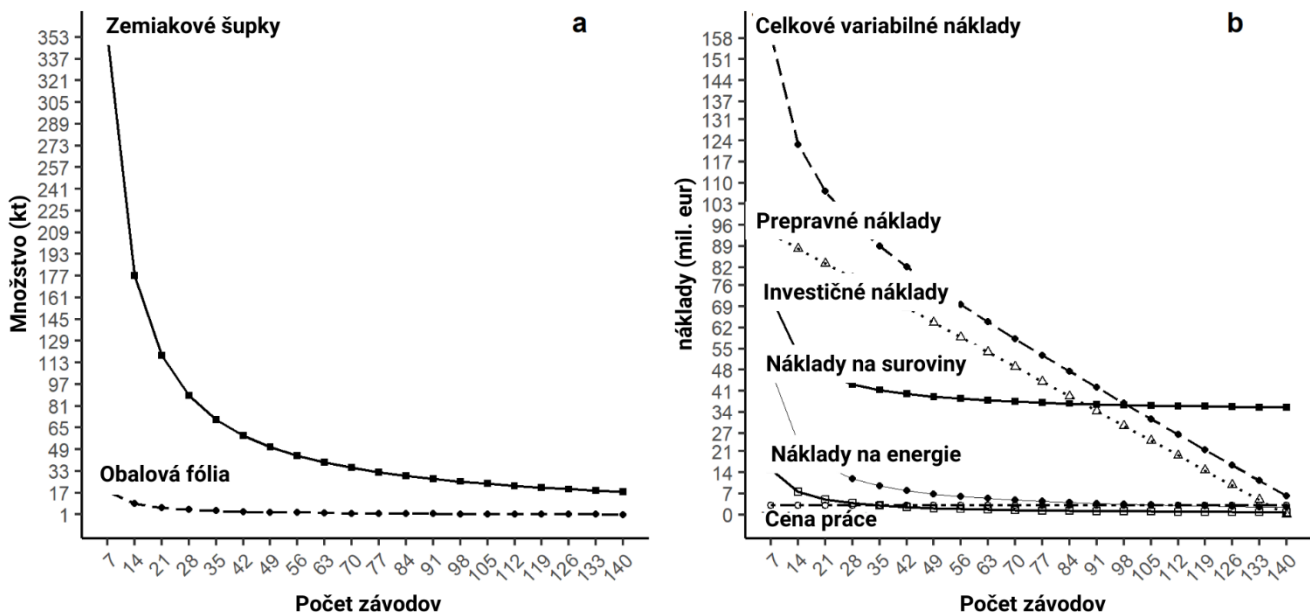 Zemiakové šupky
a
353
337
321
305
289
273
257
241
225
209
193
177
161
145
129
113
97
81
65
49
33
17
1
Množstvo (kt)
Obalová fólia
7 14 21 28 35 42 49 56 63 70 77 84 91 98 105 112 119 126 133 140
Počet závodov
Celkové variabilné náklady
b
158
151
144
137
131
124
117
110
103
96
89
82
76
69
62
55
48
41
34
27
21
14
7
0
náklady (mil. eur)
Prepravné náklady
Investičné náklady
Náklady na suroviny
Náklady na energie
Cena práce
7 14 21 28 35 42 49 56 63 70 77 84 91 98 105 112 119 126 133 140
Počet závodov